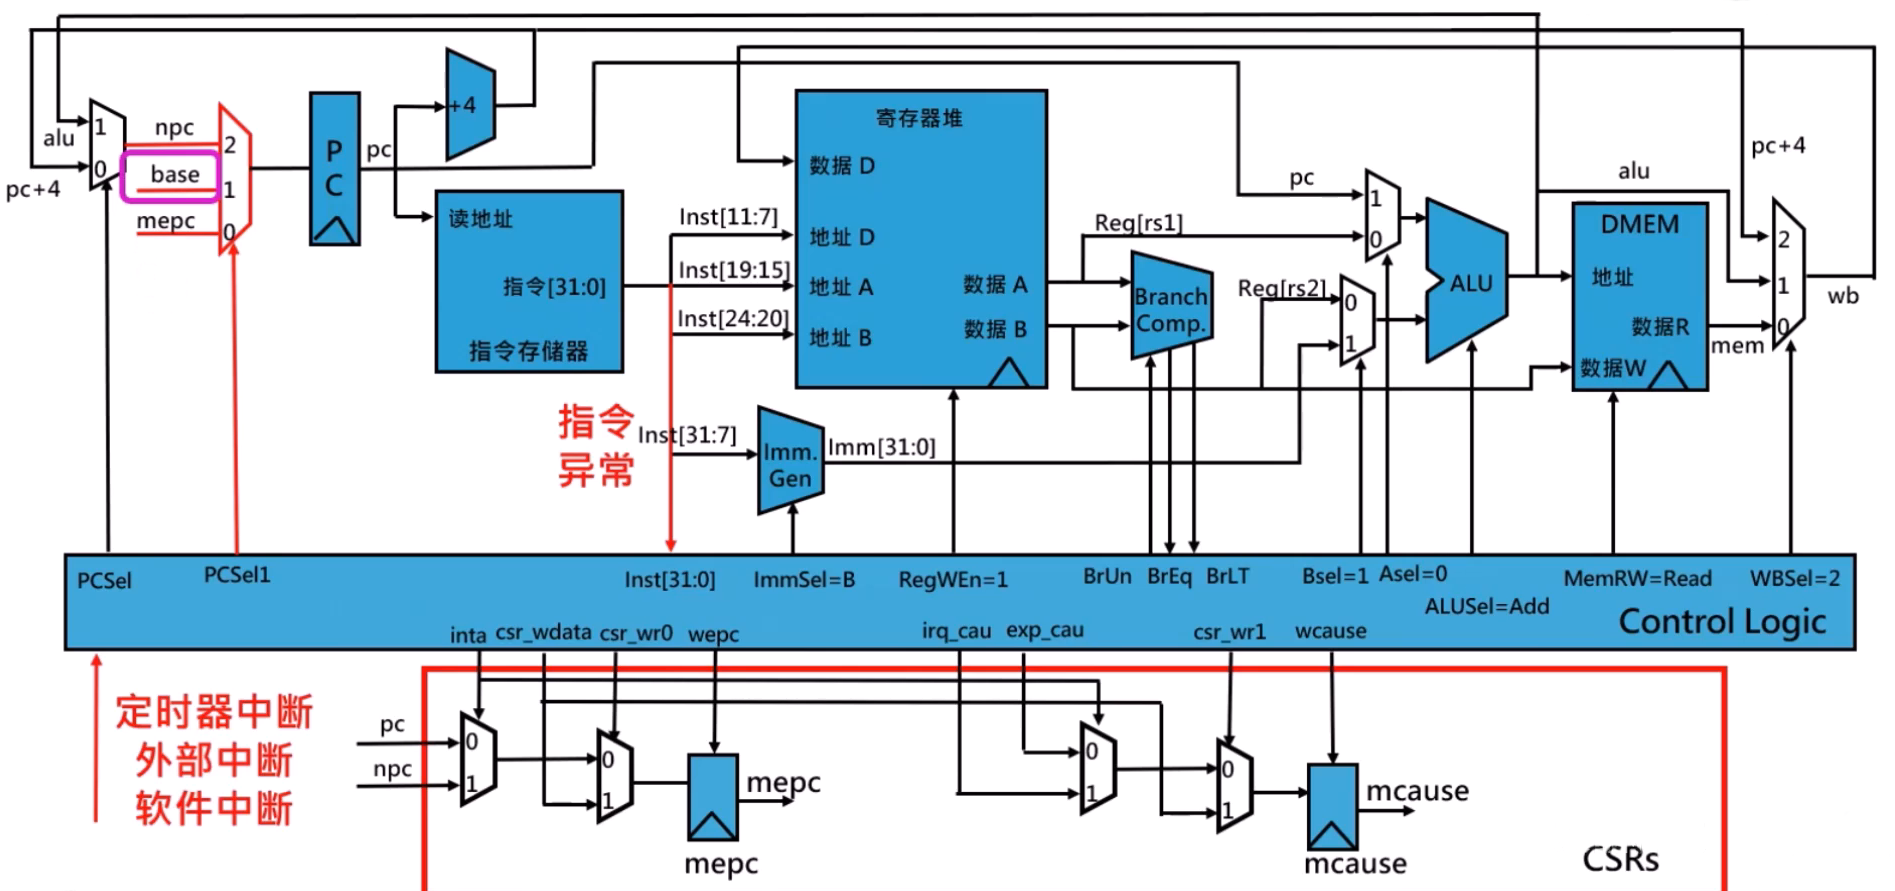 alu
pc+4
1
0
npc
base
mepc
2
1
0
P
C
pc
+4
读地址
指令[31:0]
指令存储器
Inst[11:7]
Inst[19:15]
Inst[24:20]
指令
异常
Inst[31:7]
Imm.
Gen
Imm[31:0]
寄存器堆
数据 D
地址 D
地址 A
地址 B
数据 A
数据 B
Reg[rs1]
Branch
Comp.
Reg[rs2]
pc
1
0
0
1
ALU
alu
DMEM
地址
数据R
数据W
mem
pc+4
2
1
0
wb
PCSel
PCSel1
Inst[31:0]
ImmSel=B
RegWEn=1
BrUn
BrEq
BrLT
Bsel=1
Asel=0
ALUSel=Add
MemRW=Read
WBSel=2
Control Logic
inta
csr_wdata
csr_wr0
wepc
irq_cau
exp_cau
csr_wr1
wcause
定时器中断
外部中断
软件中断
pc
npc
0
1
0
1
mepc
mepc
0
1
0
1
mcause
mcause
CSRs